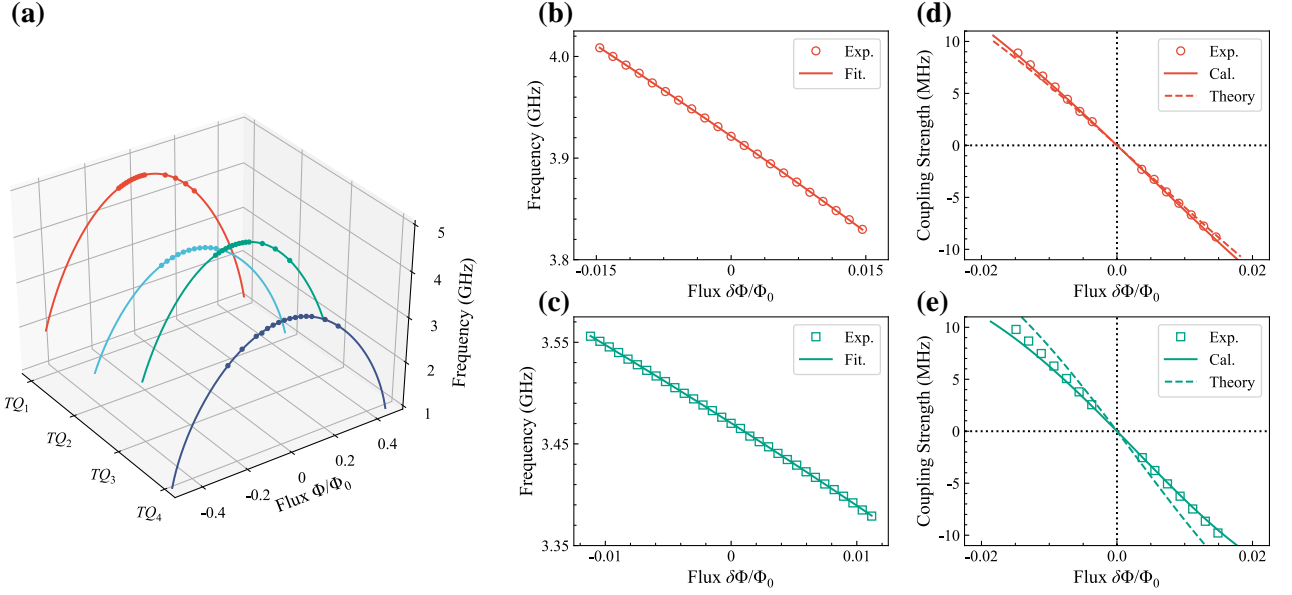 (a)
TQ1
TQ2
TQ3
TQ4
-0.4
-0.2
0
0.2
0.4
Flux Φ/Φ0
1
2
3
4
5
Frequency (GHz)
(b)
4.0
3.9
3.8
Frequency (GHz)
Exp.
Fit.
-0.015
0
0.015
Flux δΦ/Φ0
(d)
10
5
0
-5
-10
Coupling Strength (MHz)
Exp.
Cal.
Theory
-0.02
0.0
0.02
Flux δΦ/Φ0
(c)
3.55
3.45
3.35
Frequency (GHz)
Exp.
Fit.
-0.01
0
0.01
Flux δΦ/Φ0
(e)
10
5
0
-5
-10
Coupling Strength (MHz)
Exp.
Cal.
Theory
-0.02
0.0
0.02
Flux δΦ/Φ0